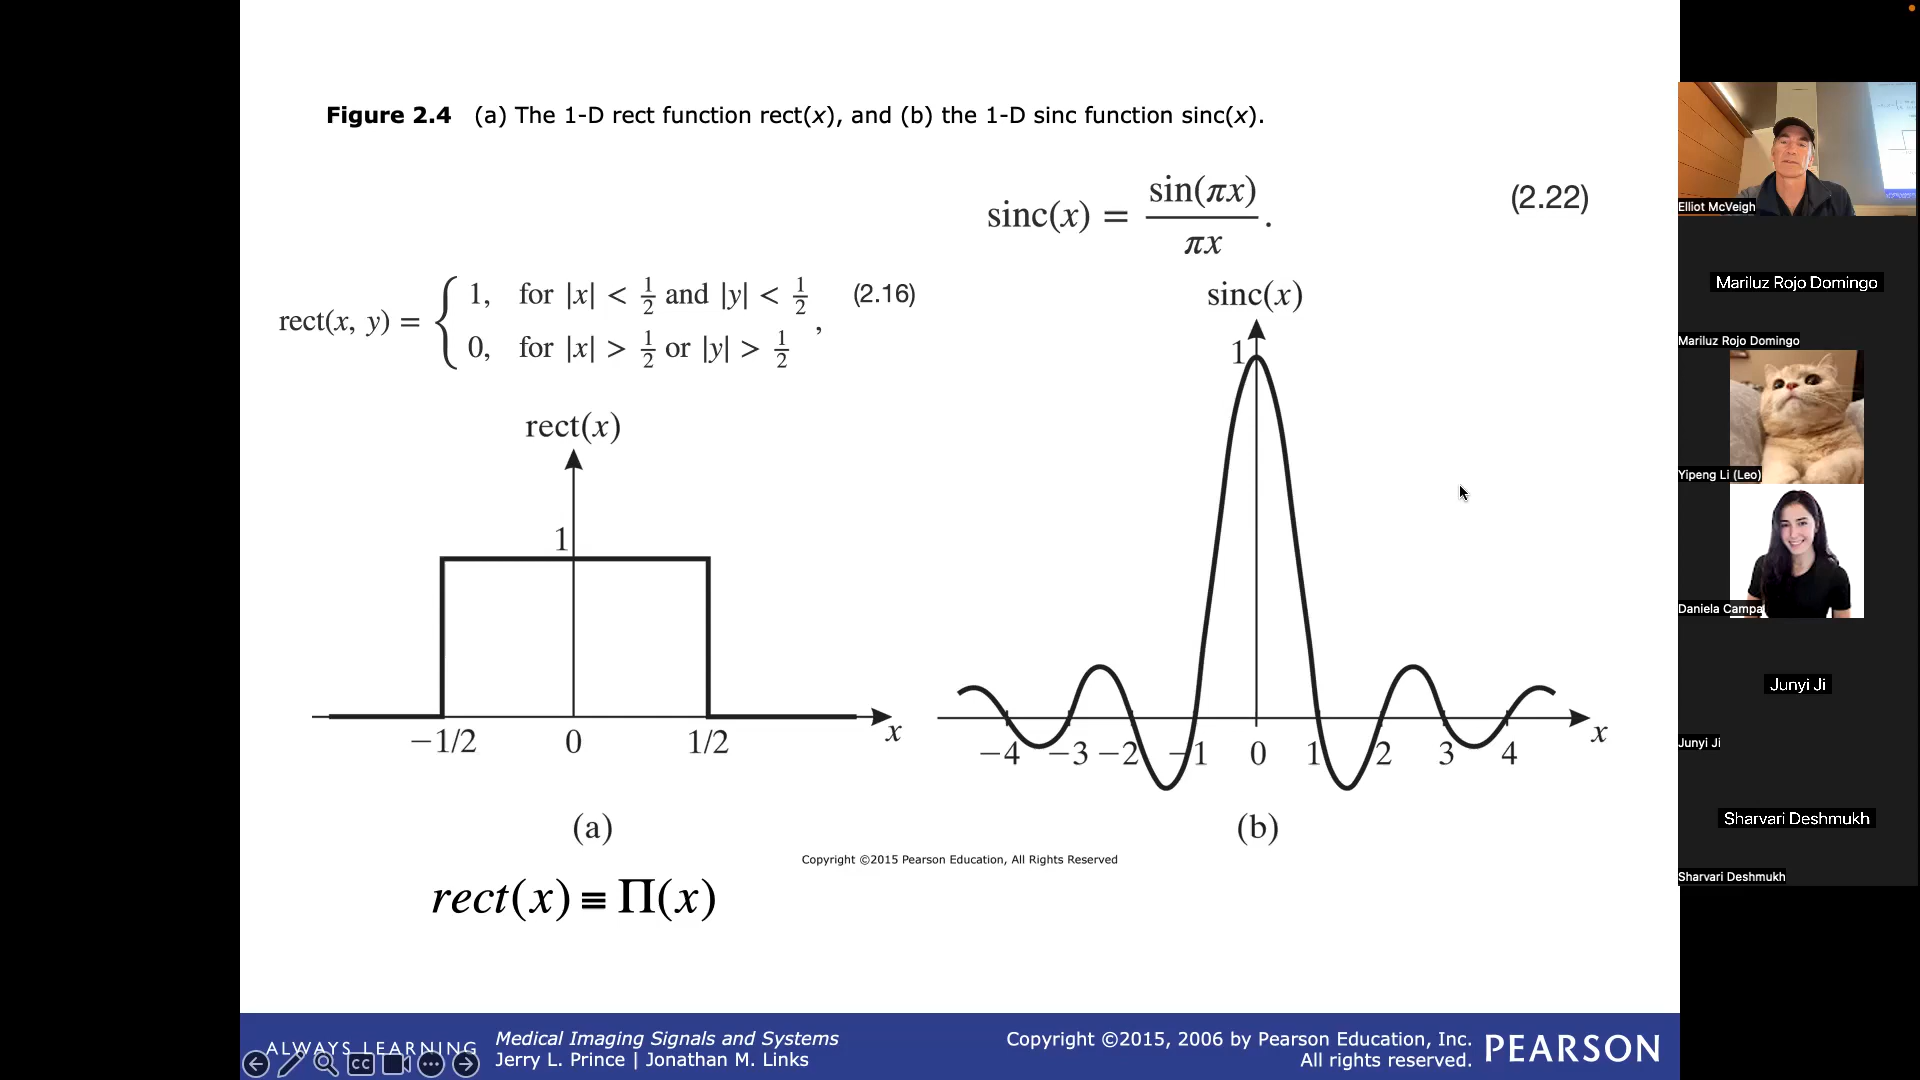 Figure 2.4 (a) The 1-D rect function rect(x), and (b) the 1-D sinc function sinc(x).
sinc(x) = sin(πx) / πx . (2.22)
rect(x, y) = { 1, for |x| < 1/2 and |y| < 1/2 (2.16)
0, for |x| > 1/2 or |y| > 1/2 ,
rect(x)
1
−1/2 0 1/2 x
(a)
sinc(x)
1
−4 −3 −2 −1 0 1 2 3 4 x
(b)
Copyright ©2015 Pearson Education, All Rights Reserved
rect(x) ≡ Π(x)
ALWAYS LEARNING
Medical Imaging Signals and Systems
Jerry L. Prince | Jonathan M. Links
Copyright ©2015, 2006 by Pearson Education, Inc.
All rights reserved.
PEARSON
CC
Elliot McVeigh
Mariluz Rojo Domingo
Mariluz Rojo Domingo
Yipeng Li (Leo)
Daniela Campa
Junyi Ji
Junyi Ji
Sharvari Deshmukh
Sharvari Deshmukh